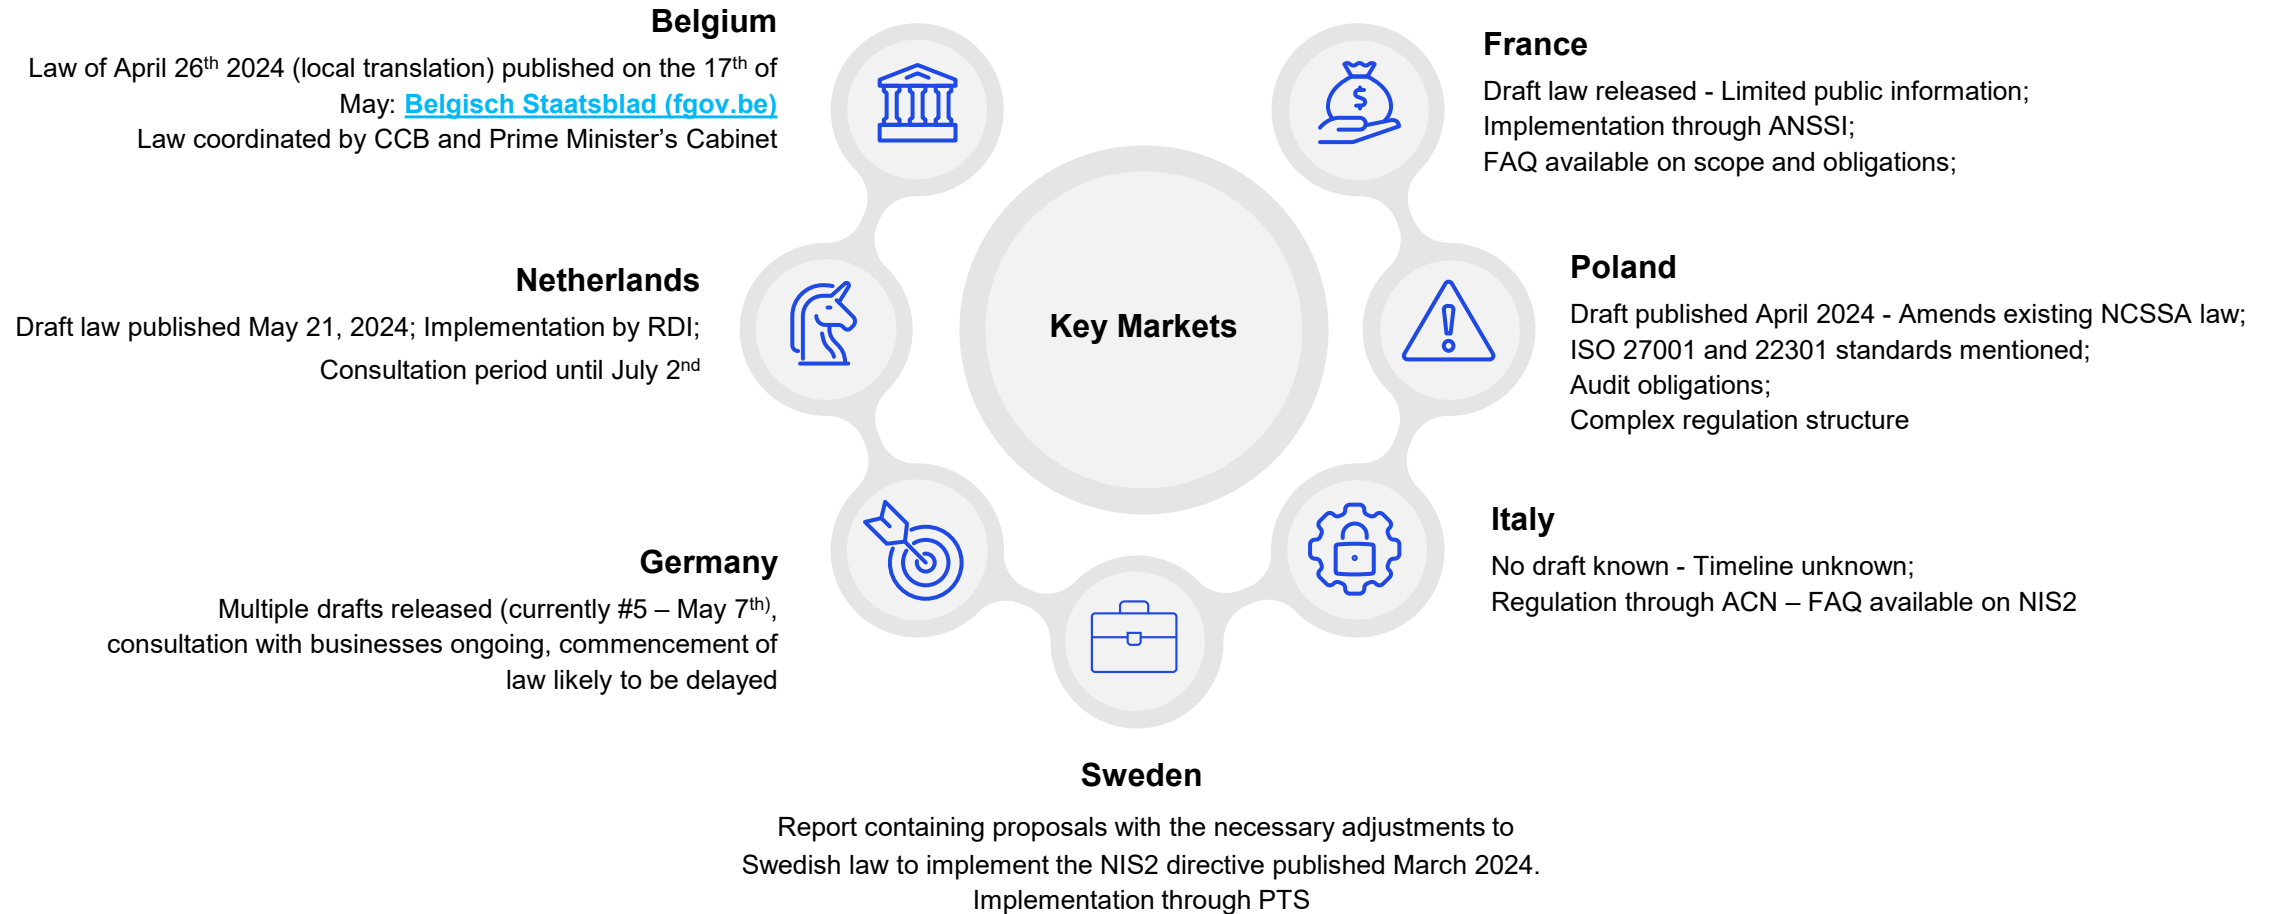 Belgium
Law of April 26th 2024 (local translation) published on the 17th of
May: Belgisch Staatsblad (fgov.be)
Law coordinated by CCB and Prime Minister’s Cabinet
France
Draft law released - Limited public information;
Implementation through ANSSI;
FAQ available on scope and obligations;
$
Netherlands
Draft law published May 21, 2024; Implementation by RDI;
Consultation period until July 2nd
Key Markets
Poland
Draft published April 2024 - Amends existing NCSSA law;
ISO 27001 and 22301 standards mentioned;
Audit obligations;
Complex regulation structure
Germany
Multiple drafts released (currently #5 – May 7th),
consultation with businesses ongoing, commencement of
law likely to be delayed
Italy
No draft known - Timeline unknown;
Regulation through ACN – FAQ available on NIS2
Sweden
Report containing proposals with the necessary adjustments to
Swedish law to implement the NIS2 directive published March 2024.
Implementation through PTS